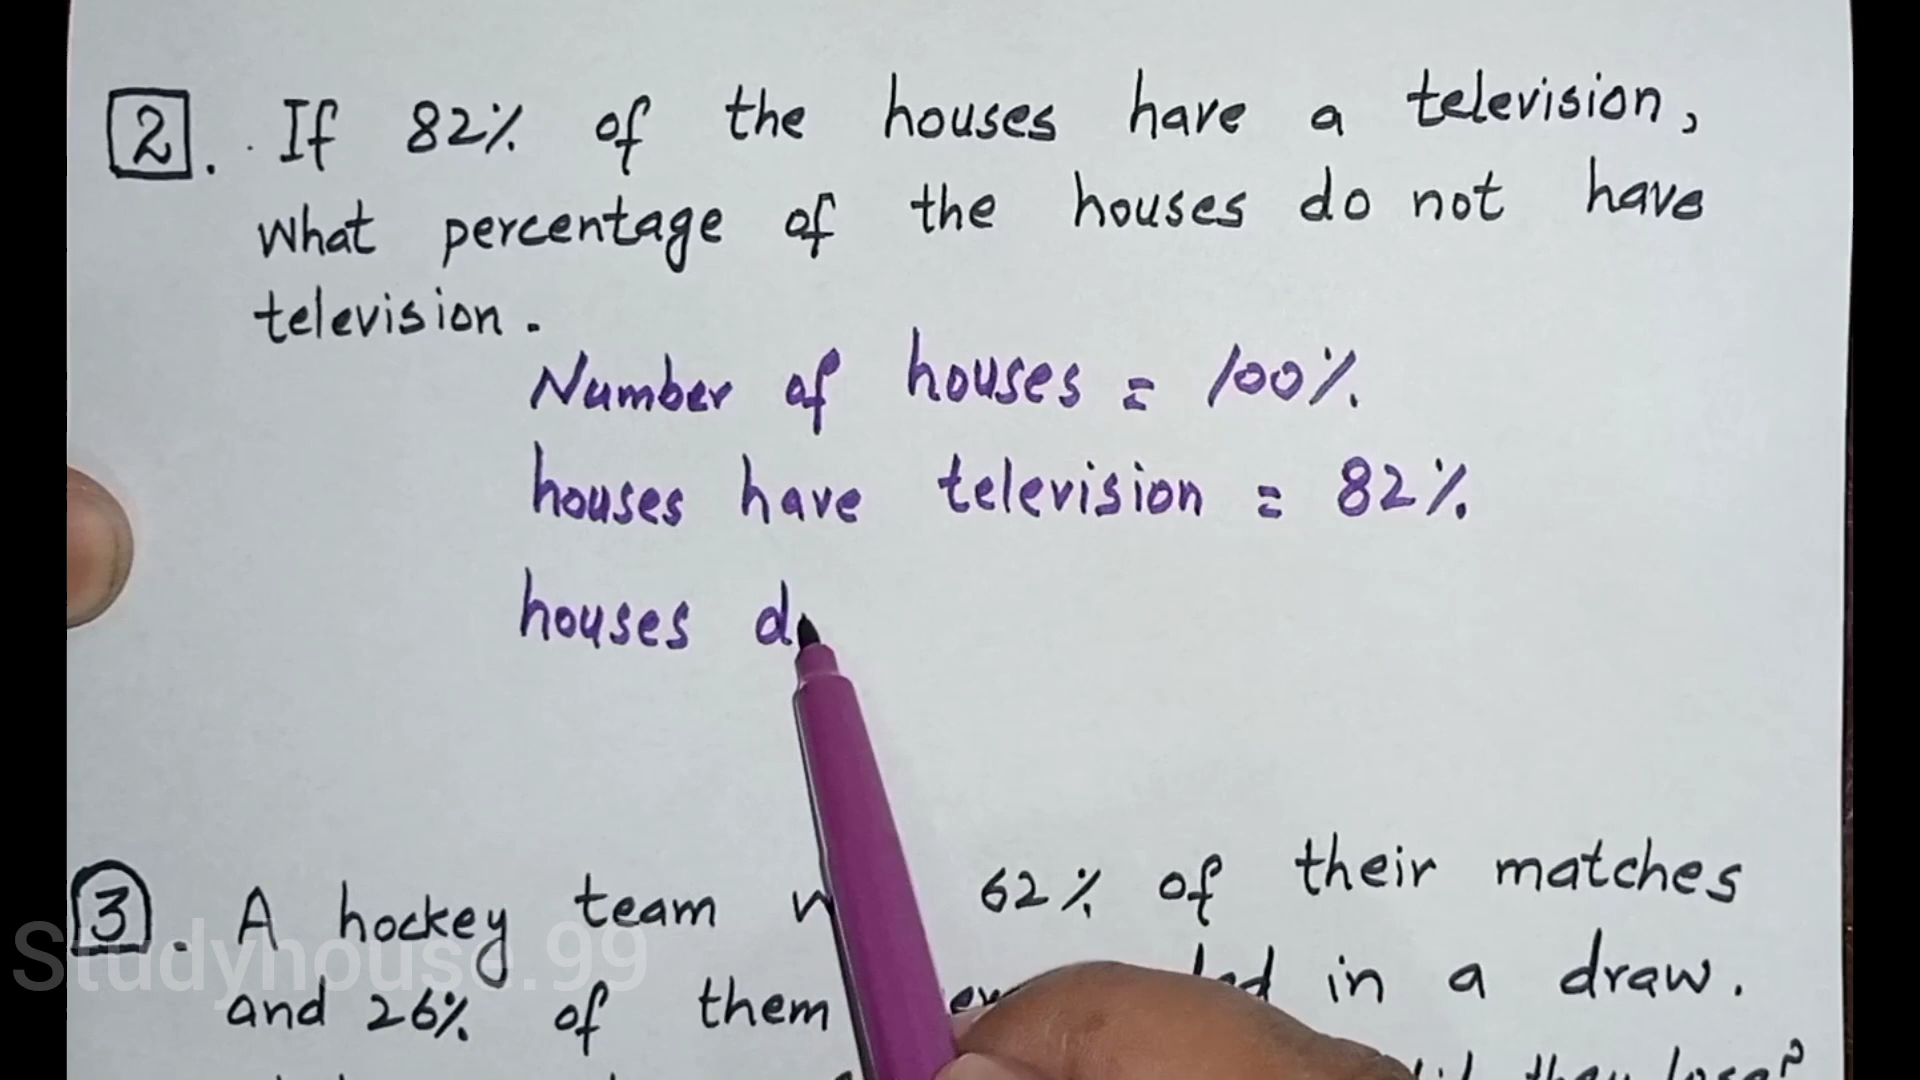 2. If 82% of the houses have a television,
what percentage of the houses do not have
television.
Number of houses = 100%.
houses have television = 82%.
houses d
3. A hockey team 62% of their matches
and 26% of them in a draw.
they lose?
Studyhouse.99